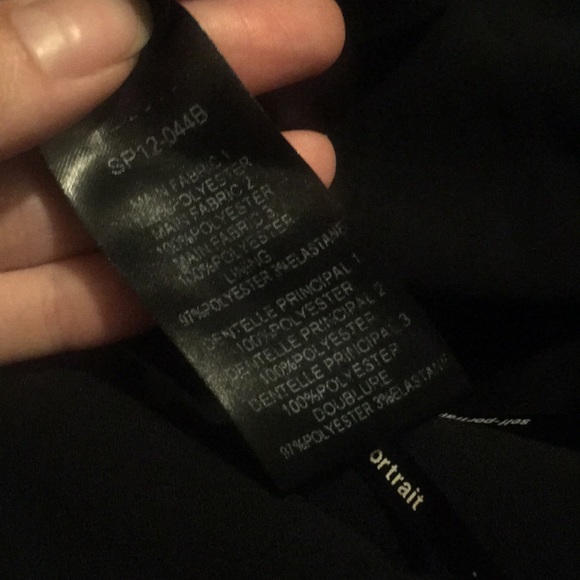 SP12-044B
MAIN FABRIC 1
100%POLYESTER
MAIN FABRIC 2
100%POLYESTER
MAIN FABRIC 3
100%POLYESTER
LINING
97%POLYESTER 3%ELASTANE
DENTELLE PRINCIPAL 1
100%POLYESTER
DENTELLE PRINCIPAL 2
100%POLYESTER
DENTELLE PRINCIPAL 3
100%POLYESTER
DOUBLURE
97%POLYESTER 3%ELASTANE
self-portrait
ortrait